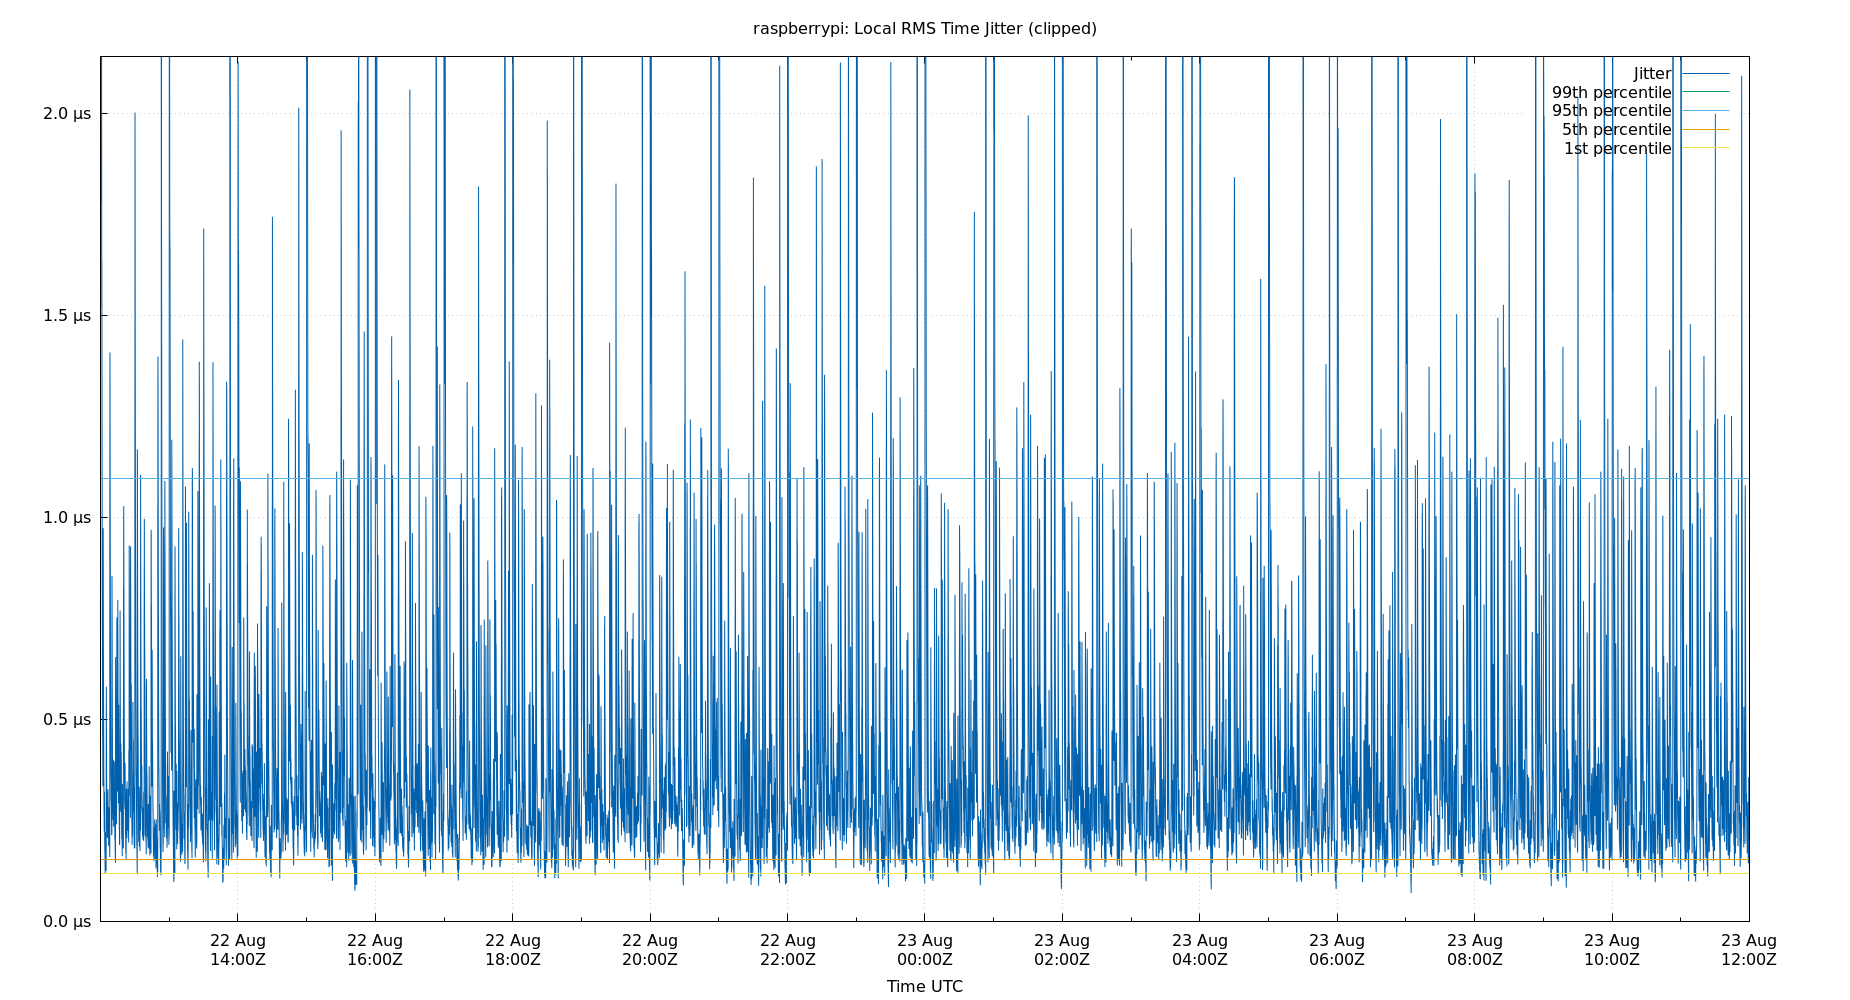 raspberrypi: Local RMS Time Jitter (clipped)
Jitter
99th percentile
95th percentile
5th percentile
1st percentile
2.0 µs
1.5 µs
1.0 µs
0.5 µs
0.0 µs
22 Aug 22 Aug 22 Aug 22 Aug 22 Aug 23 Aug 23 Aug 23 Aug 23 Aug 23 Aug 23 Aug 23 Aug
14:00Z 16:00Z 18:00Z 20:00Z 22:00Z 00:00Z 02:00Z 04:00Z 06:00Z 08:00Z 10:00Z 12:00Z
Time UTC